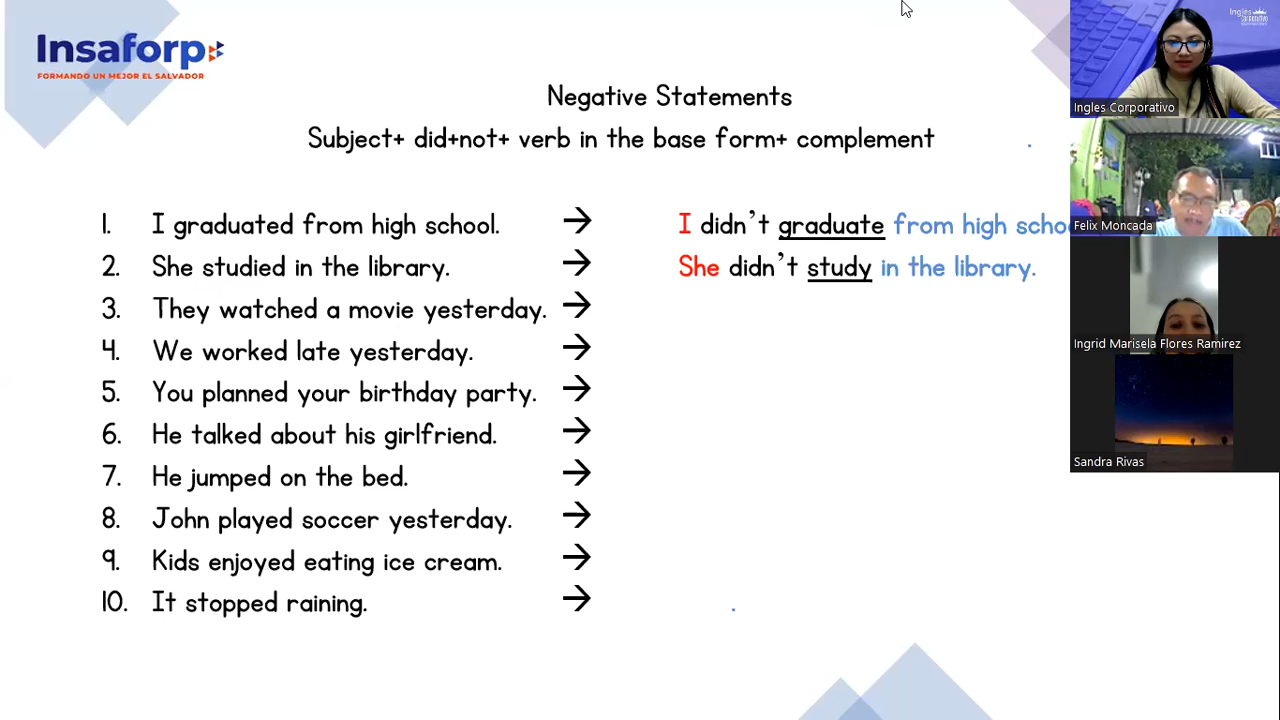 Insaforp
FORMANDO UN MEJOR EL SALVADOR
Negative Statements
Subject+ did+not+ verb in the base form+ complement
.
1. I graduated from high school. → I didn't graduate from high schoo
2. She studied in the library. → She didn't study in the library.
3. They watched a movie yesterday. →
4. We worked late yesterday. →
5. You planned your birthday party. →
6. He talked about his girlfriend. →
7. He jumped on the bed. →
8. John played soccer yesterday. →
9. Kids enjoyed eating ice cream. →
10. It stopped raining. → .
Ingles
corporativo
Ingles Corporativo
Felix Moncada
Ingrid Marisela Flores Ramirez
Sandra Rivas